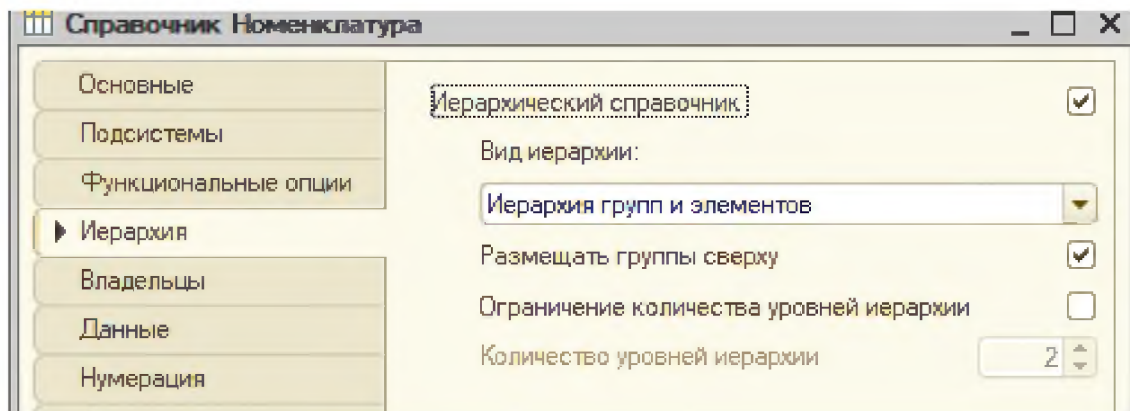 Справочник Номенклатура
Основные
Подсистемы
Функциональные опции
Иерархия
Владельцы
Данные
Нумерация
Иерархический справочник
Вид иерархии:
Иерархия групп и элементов
Размещать группы сверху
Ограничение количества уровней иерархии
Количество уровней иерархии 2